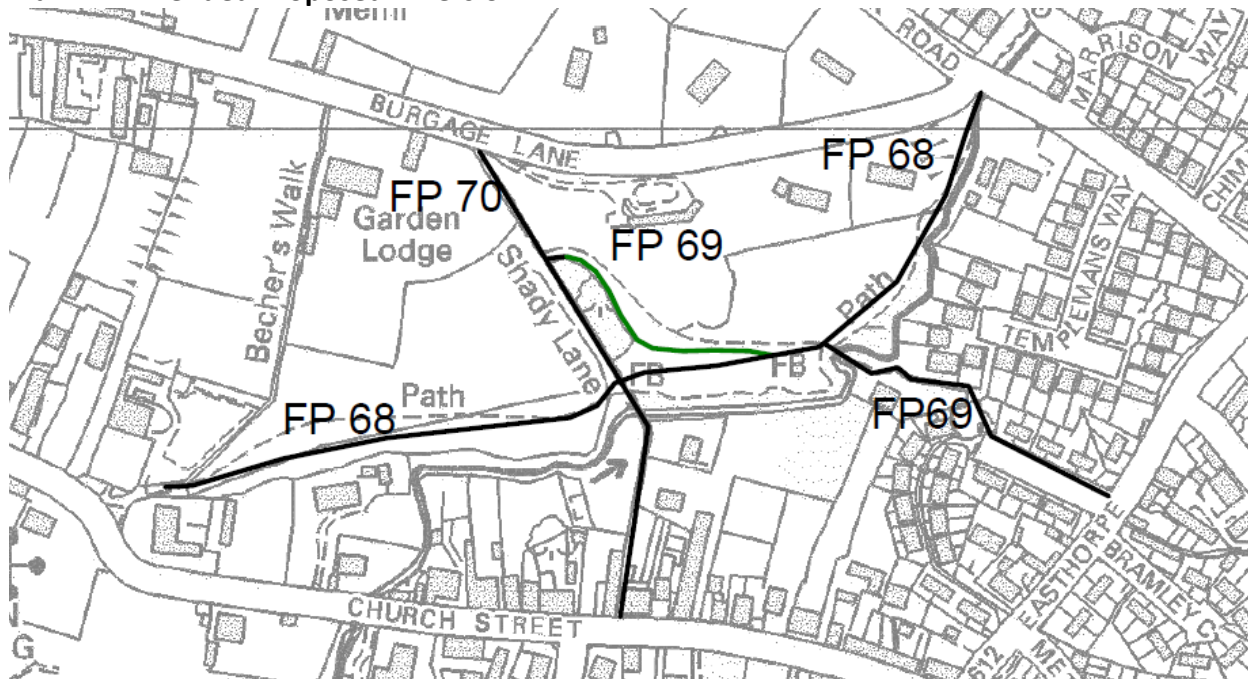 ROAD
MARRISON WAY
BURGAGE LANE
FP 68
FP 70
Garden
Lodge
FP 69
Becher's Walk
Shady Lane
Path
TEMPLEMANS WAY
FB
FB
Path
FP 68
FP69
CHURCH STREET
EASTHORPE
BRAMLEY C
G